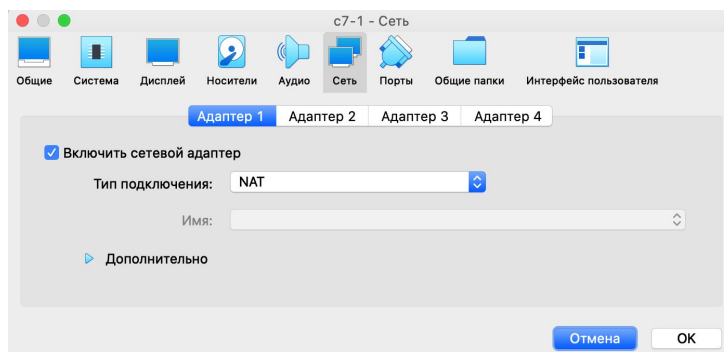 c7-1 - Сеть
Общие Система Дисплей Носители Аудио Сеть Порты Общие папки Интерфейс пользователя
Адаптер 1 Адаптер 2 Адаптер 3 Адаптер 4
Включить сетевой адаптер
Тип подключения: NAT
Имя:
Дополнительно
Отмена OK